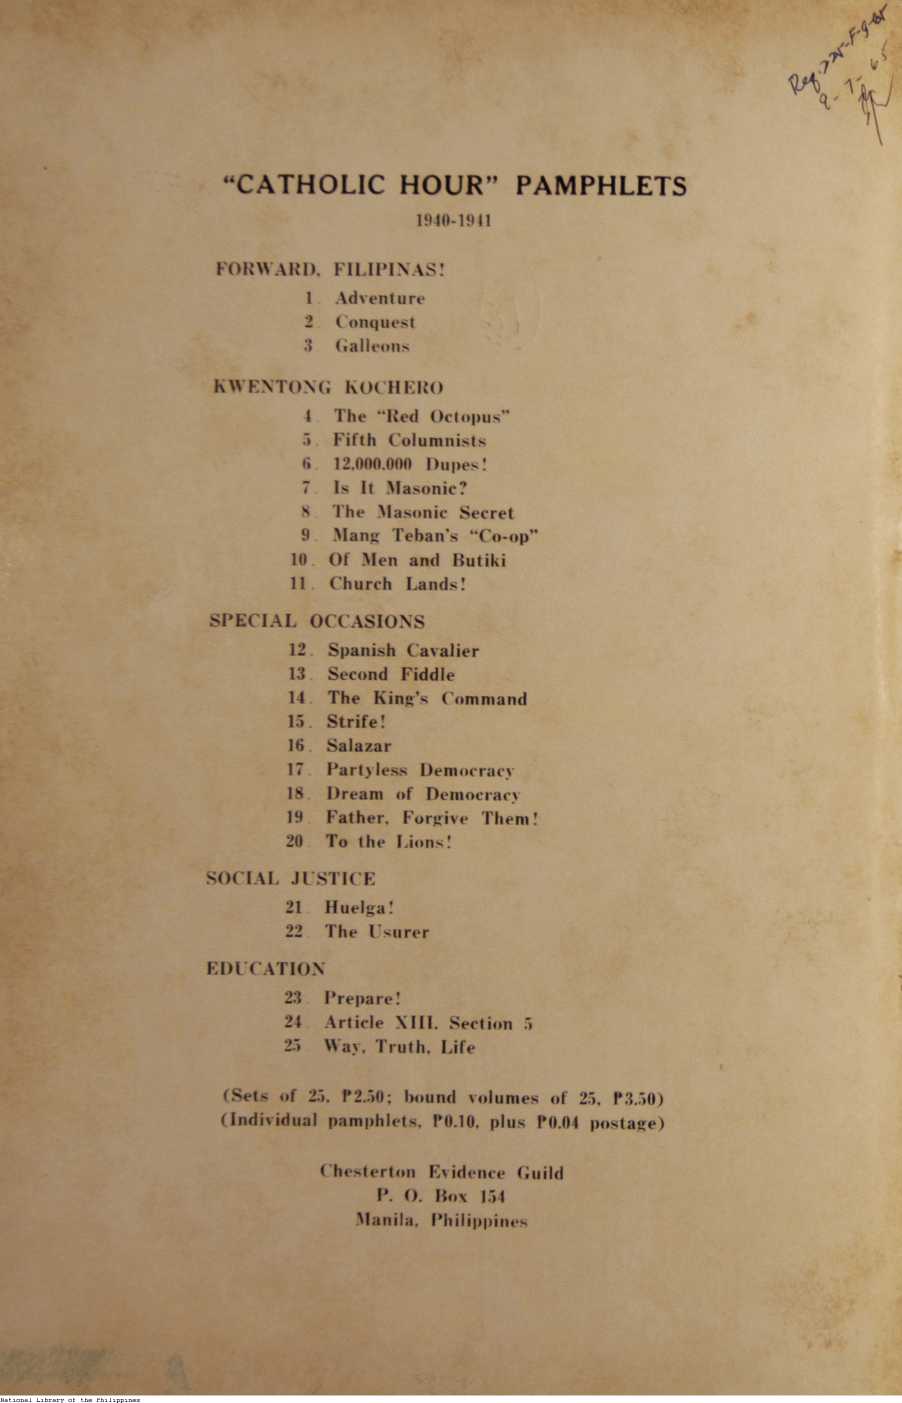 "CATHOLIC HOUR" PAMPHLETS
1940-1941
FORWARD, FILIPINAS!
1. Adventure
2. Conquest
3. Galleons
KWENTONG KOCHERO
4. The "Red Octopus"
5. Fifth Columnists
6. 12,000,000 Dupes!
7. Is It Masonic?
8. The Masonic Secret
9. Mang Teban's "Co-op"
10. Of Men and Butiki
11. Church Lands!
SPECIAL OCCASIONS
12. Spanish Cavalier
13. Second Fiddle
14. The King's Command
15. Strife!
16. Salazar
17. Partyless Democracy
18. Dream of Democracy
19. Father, Forgive Them!
20. To the Lions!
SOCIAL JUSTICE
21. Huelga!
22. The Usurer
EDUCATION
23. Prepare!
24. Article XIII, Section 5
25. Way, Truth, Life
(Sets of 25, ₱2.50; bound volumes of 25, ₱3.50)
(Individual pamphlets, ₱0.10, plus ₱0.04 postage)
Chesterton Evidence Guild
P. O. Box 154
Manila, Philippines
National Library of the Philippines